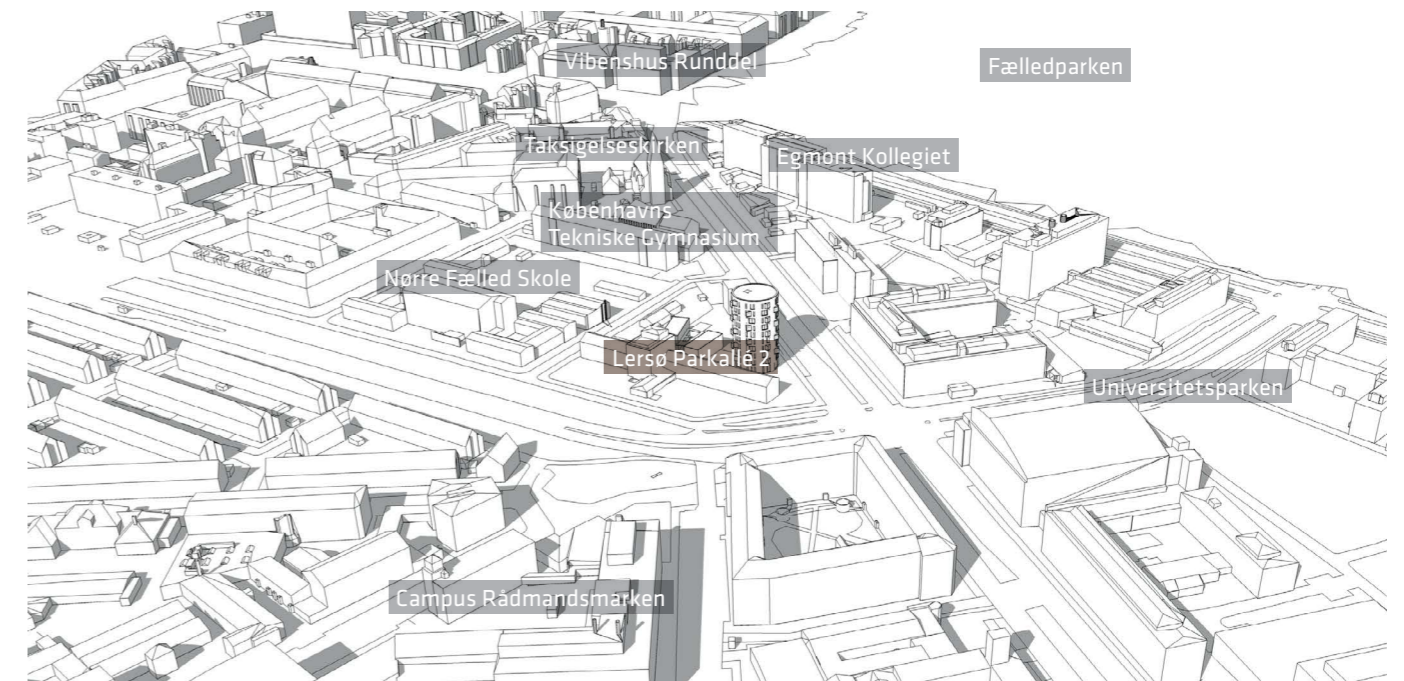 Vibenshus Runddel
Fælledparken
Taksigelseskirken
Egmont Kollegiet
Københavns
Tekniske Gymnasium
Nørre Fælled Skole
Lersø Parkallé 2
Universitetsparken
Campus Rådmandsmarken